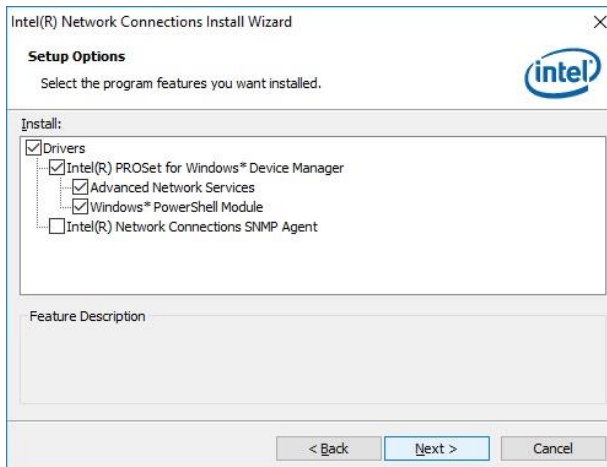 Intel(R) Network Connections Install Wizard
Setup Options
Select the program features you want installed.
intel
Install:
Drivers
Intel(R) PROSet for Windows* Device Manager
Advanced Network Services
Windows* PowerShell Module
Intel(R) Network Connections SNMP Agent
Feature Description
< Back Next > Cancel